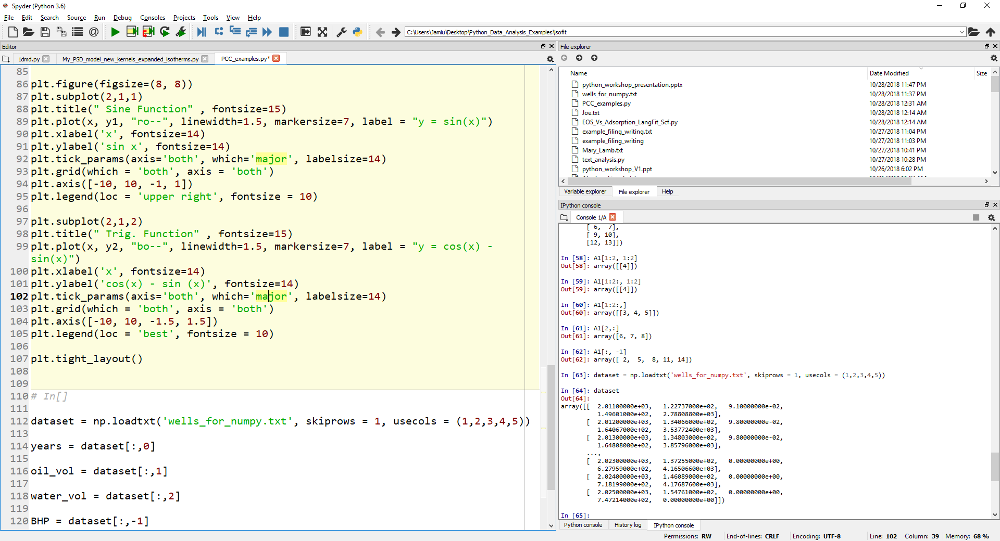 Spyder (Python 3.6)
File Edit Search Source Run Debug Consoles Projects Tools View Help
C:\Users\Jamiu\Desktop\Python_Data_Analysis_Examples\isofit
Editor
1dmd.py My_PSD_model_new_kernels_expanded_isotherms.py PCC_examples.py*
85
86 plt.figure(figsize=(8, 8))
87 plt.subplot(2,1,1)
88 plt.title(" Sine Function" , fontsize=15)
89 plt.plot(x, y1, "ro--", linewidth=1.5, markersize=7, label = "y = sin(x)")
90 plt.xlabel('x', fontsize=14)
91 plt.ylabel('sin x', fontsize=14)
92 plt.tick_params(axis='both', which='major', labelsize=14)
93 plt.grid(which = 'both', axis = 'both')
94 plt.axis([-10, 10, -1, 1])
95 plt.legend(loc = 'upper right', fontsize = 10)
96
97 plt.subplot(2,1,2)
98 plt.title(" Trig. Function" , fontsize=15)
99 plt.plot(x, y2, "bo--", linewidth=1.5, markersize=7, label = "y = cos(x) -
sin(x)")
100 plt.xlabel('x', fontsize=14)
101 plt.ylabel('cos(x) - sin (x)', fontsize=14)
102 plt.tick_params(axis='both', which='major', labelsize=14)
103 plt.grid(which = 'both', axis = 'both')
104 plt.axis([-10, 10, -1.5, 1.5])
105 plt.legend(loc = 'best', fontsize = 10)
106
107 plt.tight_layout()
108
109
110 # In[]
111
112 dataset = np.loadtxt('wells_for_numpy.txt', skiprows = 1, usecols = (1,2,3,4,5))
113
114 years = dataset[:,0]
115
116 oil_vol = dataset[:,1]
117
118 water_vol = dataset[:,2]
119
120 BHP = dataset[:,-1]
File explorer
Name Date Modified Size
python_workshop_presentation.pptx 10/28/2018 11:47 PM
wells_for_numpy.txt 10/28/2018 11:37 PM
PCC_examples.py 10/28/2018 12:31 AM
Joe.txt 10/28/2018 12:14 AM
EOS_Vs_Adsorption_LangFit_Scf.py 10/28/2018 12:14 AM
example_filing_writing.txt 10/27/2018 11:04 PM
example_filing_writing 10/27/2018 11:03 PM
Mary_Lamb.txt 10/27/2018 10:41 PM
text_analysis.py 10/27/2018 10:28 PM
python_workshop_V1.ppt 10/26/2018 6:02 PM
Variable explorer File explorer Help
IPython console
Console 1/A
[ 6, 7],
[ 9, 10],
[12, 13]])
In [58]: A1[1:2, 1:2]
Out[58]: array([[4]])
In [59]: A1[1:2:, 1:2]
Out[59]: array([[4]])
In [60]: A1[1:2:,]
Out[60]: array([[3, 4, 5]])
In [61]: A1[2,:]
Out[61]: array([6, 7, 8])
In [62]: A1[:, -1]
Out[62]: array([ 2, 5, 8, 11, 14])
In [63]: dataset = np.loadtxt('wells_for_numpy.txt', skiprows = 1, usecols = (1,2,3,4,5))
In [64]: dataset
Out[64]:
array([[ 2.01100000e+03, 1.22737000e+02, 9.10000000e-02,
1.49601000e+02, 2.78808800e+03],
[ 2.01200000e+03, 1.34066000e+02, 9.80000000e-02,
1.64067000e+02, 3.53772400e+03],
[ 2.01300000e+03, 1.34803000e+02, 9.80000000e-02,
1.64808000e+02, 3.85796000e+03],
...,
[ 2.02300000e+03, 1.37255000e+02, 0.00000000e+00,
6.27959000e+02, 4.16506600e+03],
[ 2.02400000e+03, 1.46089000e+02, 0.00000000e+00,
7.18199000e+02, 4.17687600e+03],
[ 2.02500000e+03, 1.54761000e+02, 0.00000000e+00,
7.47214000e+02, 0.00000000e+00]])
In [65]:
Python console History log IPython console
Permissions: RW End-of-lines: CRLF Encoding: UTF-8 Line: 102 Column: 39 Memory: 68 %